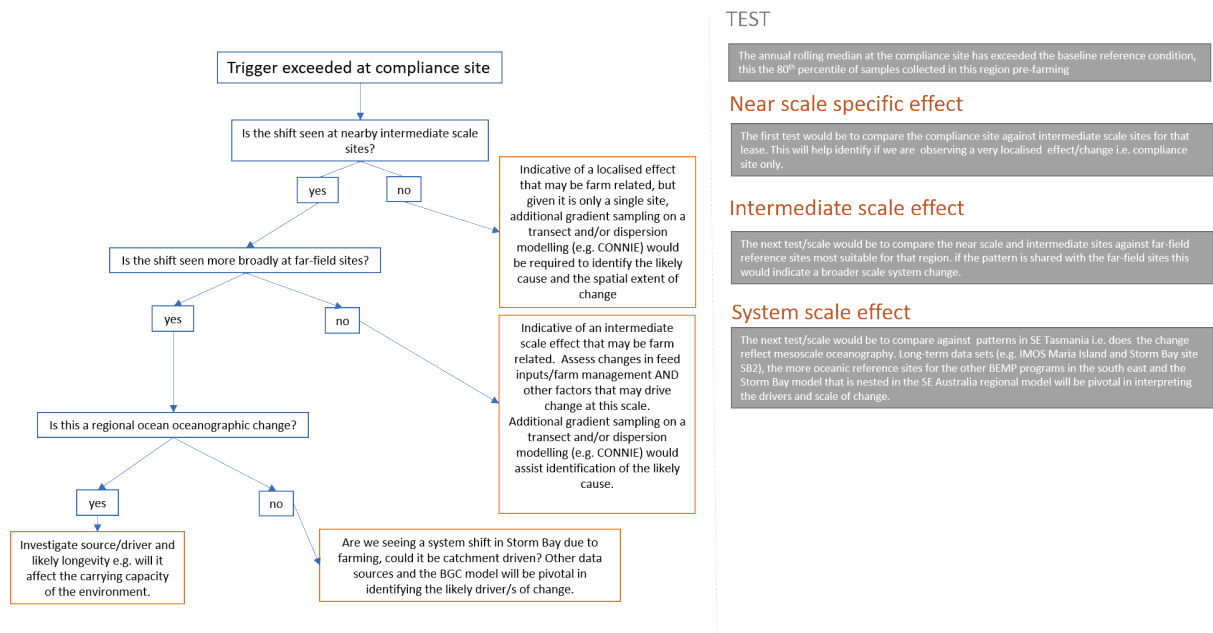 Trigger exceeded at compliance site
Is the shift seen at nearby intermediate scale
sites?
yes
no
Indicative of a localised effect
that may be farm related, but
given it is only a single site,
additional gradient sampling on a
transect and/or dispersion
modelling (e.g. CONNIE) would
be required to identify the likely
cause and the spatial extent of
change
Is the shift seen more broadly at far-field sites?
yes
no
Indicative of an intermediate
scale effect that may be farm
related. Assess changes in feed
inputs/farm management AND
other factors that may drive
change at this scale.
Additional gradient sampling on a
transect and/or dispersion
modelling (e.g. CONNIE) would
assist identification of the likely
cause.
Is this a regional ocean oceanographic change?
yes
no
Investigate source/driver and
likely longevity e.g. will it
affect the carrying capacity
of the environment.
Are we seeing a system shift in Storm Bay due to
farming, could it be catchment driven? Other data
sources and the BGC model will be pivotal in
identifying the likely driver/s of change.
TEST
The annual rolling median at the compliance site has exceeded the baseline reference condition,
this the 80th percentile of samples collected in this region pre-farming
Near scale specific effect
The first test would be to compare the compliance site against intermediate scale sites for that
lease. This will help identify if we are observing a very localised effect/change i.e. compliance
site only.
Intermediate scale effect
The next test/scale would be to compare the near scale and intermediate sites against far-field
reference sites most suitable for that region. if the pattern is shared with the far-field sites this
would indicate a broader scale system change.
System scale effect
The next test/scale would be to compare against patterns in SE Tasmania i.e. does the change
reflect mesoscale oceanography. Long-term data sets (e.g. IMOS Maria Island and Storm Bay site
SB2), the more oceanic reference sites for the other BEMP programs in the south east and the
Storm Bay model that is nested in the SE Australia regional model will be pivotal in interpreting
the drivers and scale of change.